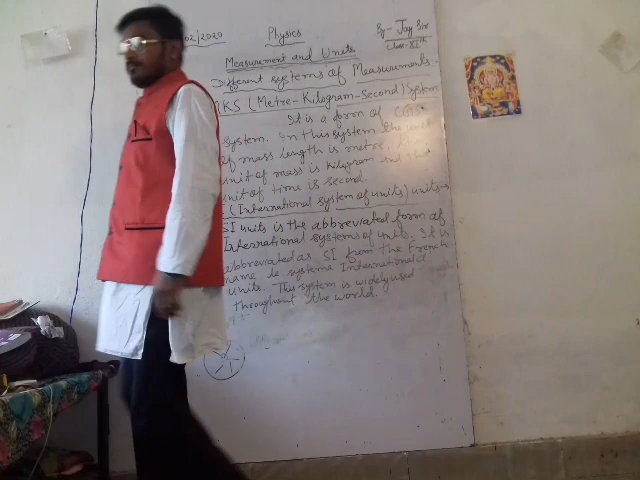 02/2020 Physics By- Jay Sir
Class-XIth
Measurement and Units
Different systems of Measurements-
MKS (Metre-Kilogram-Second) System
It is a form of CGS
System. In this system the unit
of mass length is metre,
unit of mass is kilogram and
unit of time is second.
(International system of units) units-
SI units is the abbreviated form of
International systems of units. It is
abbreviated as SI from the French
name le systeme International d
units. This system is widely used
throughout the world.